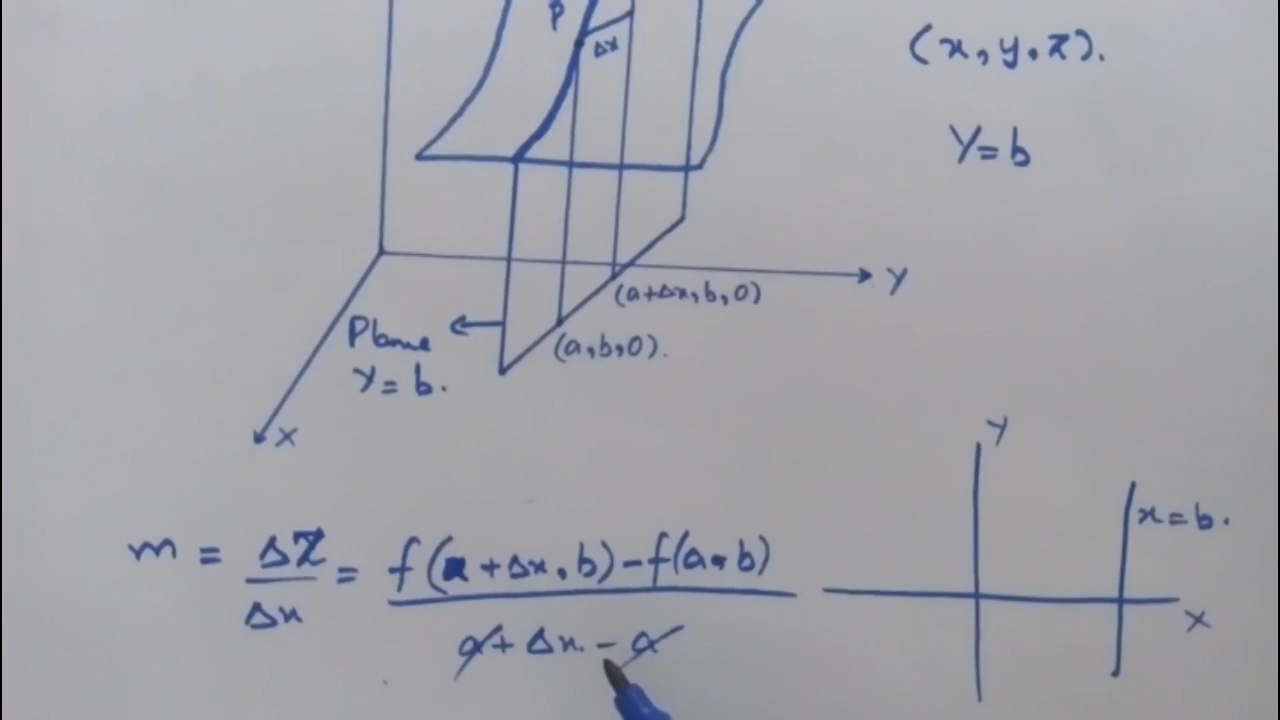 P
Δx
(x, y, z).
Y=b
Y
(a+Δx, b, 0)
(a, b, 0).
Plane
Y=b.
X
Y
x=b.
X
m = ΔZ/Δx = f(a+Δx, b)-f(a, b)/a+Δx-a